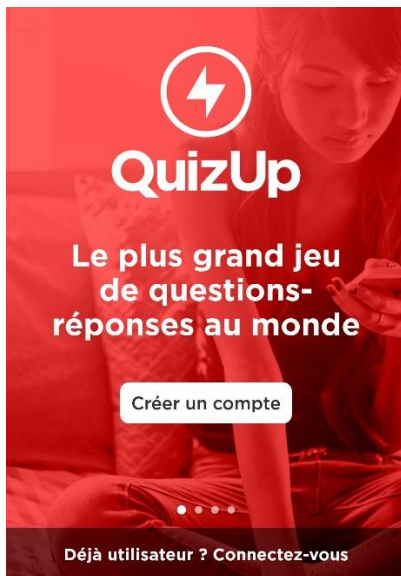 QuizUp
Le plus grand jeu
de questions-
réponses au monde
Créer un compte
Déjà utilisateur ? Connectez-vous